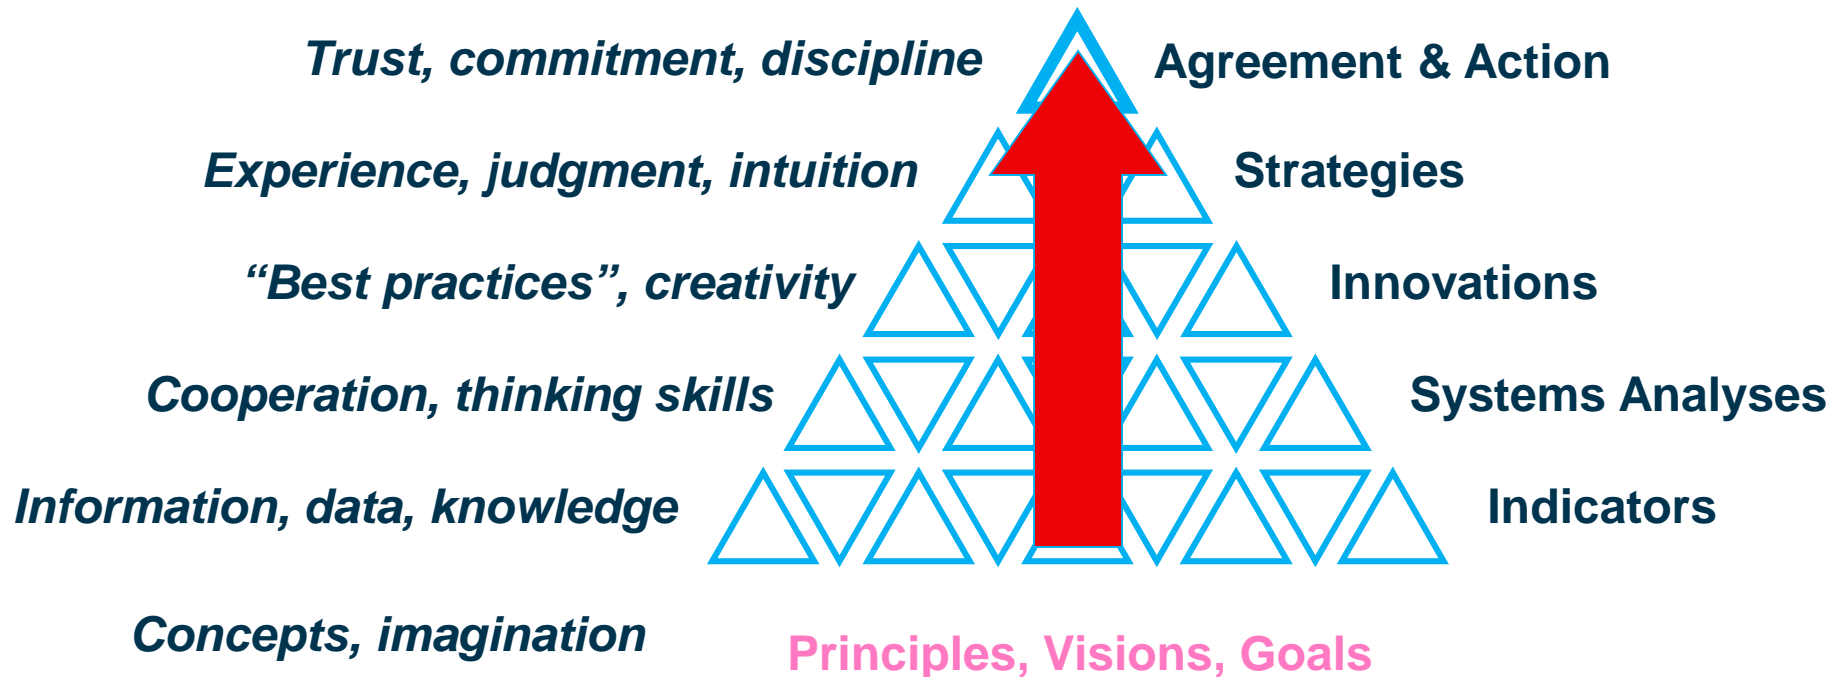 Trust, commitment, discipline Agreement & Action
Experience, judgment, intuition Strategies
“Best practices”, creativity Innovations
Cooperation, thinking skills Systems Analyses
Information, data, knowledge Indicators
Concepts, imagination Principles, Visions, Goals